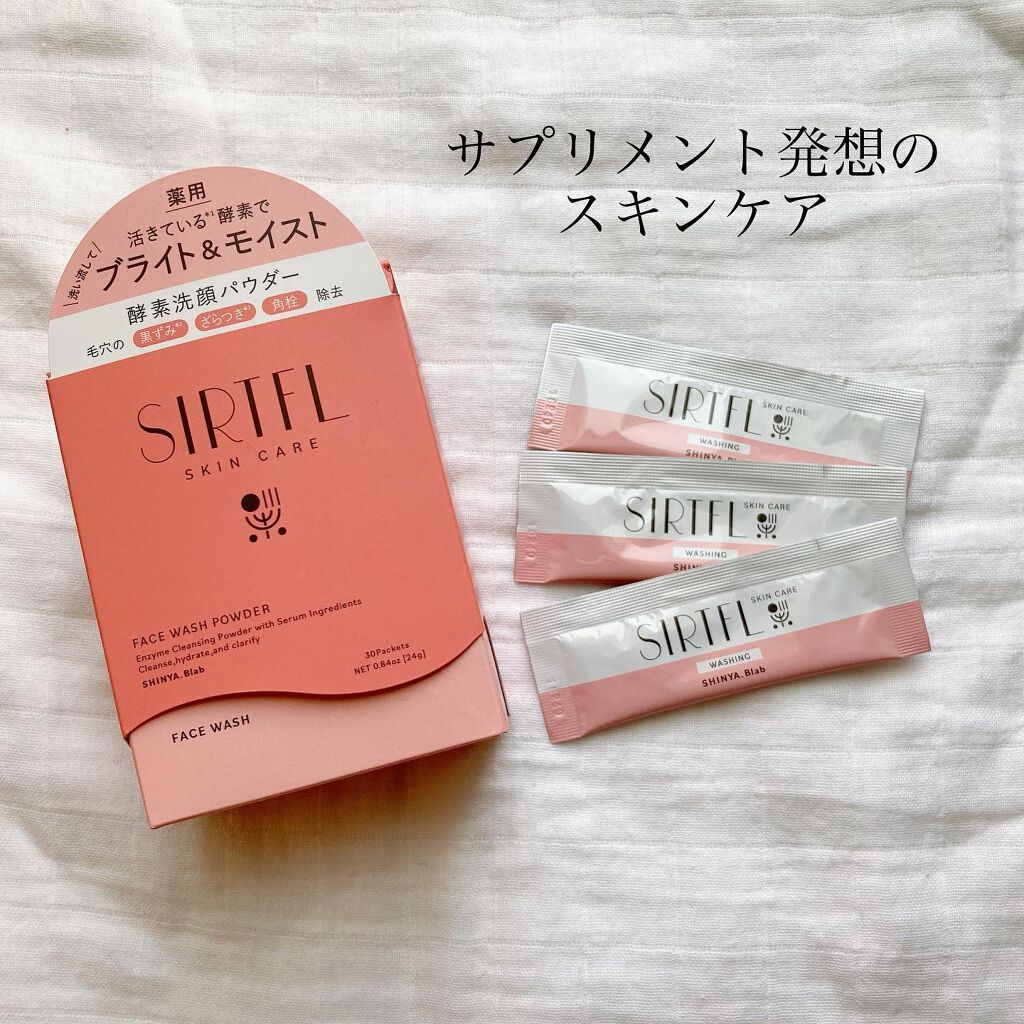 サプリメント発想の
スキンケア
薬用
洗い流して
活きている*1酵素で
ブライト&モイスト
酵素洗顔パウダー
毛穴の 黒ずみ*2 ざらつき*2 角栓 除去
SIRTFL
SKIN CARE
FACE WASH POWDER
Enzyme Cleansing Powder with Serum Ingredients
Cleanse,hydrate,and clarify
SHINYA.Blab
30Packets
NET 0.84oz [24g]
FACE WASH
SIRTFL
SKIN CARE
WASHING
SHINYA.Blab
SIRTFL
SKIN CARE
WASHING
SHIN
SIRTFL
SKIN CARE
WASHING
SHINYA.Blab